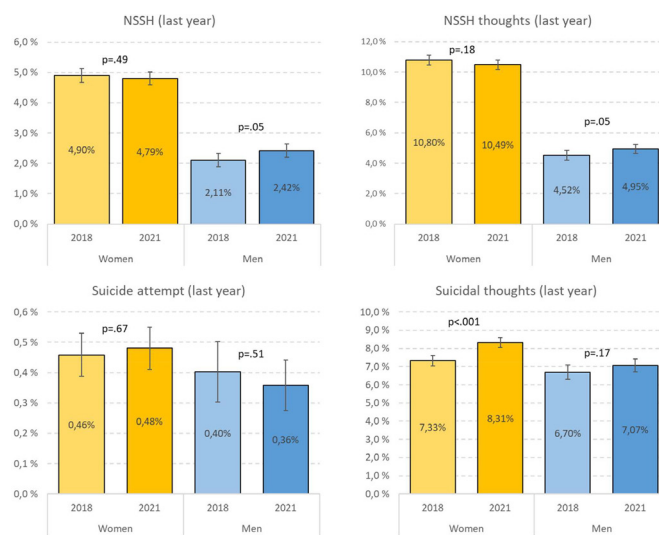 NSSH (last year)
6,0 %
5,0 %
4,0 %
3,0 %
2,0 %
1,0 %
0,0 %
p=.49
p=.05
4,90%
4,79%
2,11%
2,42%
2018 2021 2018 2021
Women Men
NSSH thoughts (last year)
12,0 %
10,0 %
8,0 %
6,0 %
4,0 %
2,0 %
0,0 %
p=.18
p=.05
10,80%
10,49%
4,52%
4,95%
2018 2021 2018 2021
Women Men
Suicide attempt (last year)
0,6 %
0,5 %
0,4 %
0,3 %
0,2 %
0,1 %
0,0 %
p=.67
p=.51
0,46%
0,48%
0,40%
0,36%
2018 2021 2018 2021
Women Men
Suicidal thoughts (last year)
10,0 %
9,0 %
8,0 %
7,0 %
6,0 %
5,0 %
4,0 %
3,0 %
2,0 %
1,0 %
0,0 %
p<.001
p=.17
7,33%
8,31%
6,70%
7,07%
2018 2021 2018 2021
Women Men